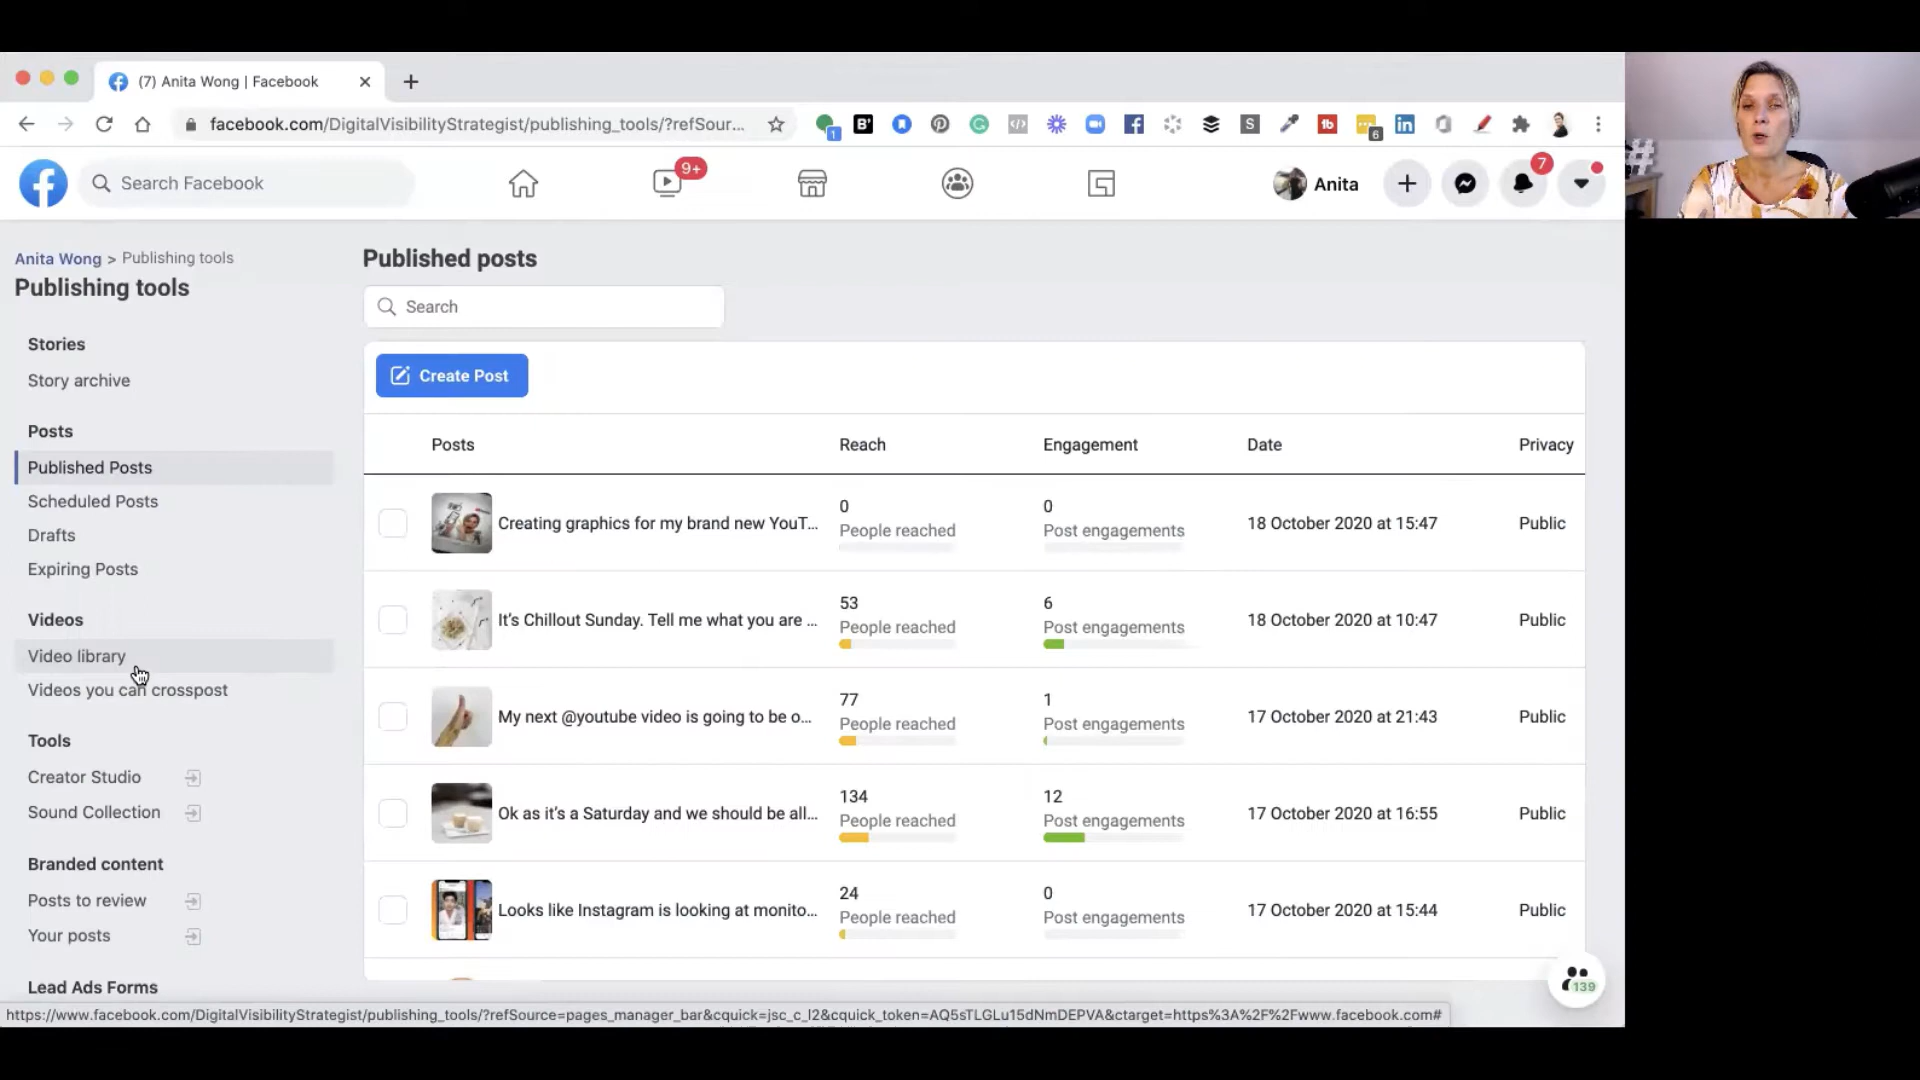 (7) Anita Wong | Facebook
facebook.com/DigitalVisibilityStrategist/publishing_tools/?refSour...
1
B'
S
tb
6
in
Search Facebook
9+
Anita
7
Anita Wong > Publishing tools
Publishing tools
Stories
Story archive
Posts
Published Posts
Scheduled Posts
Drafts
Expiring Posts
Videos
Video library
Videos you can crosspost
Tools
Creator Studio
Sound Collection
Branded content
Posts to review
Your posts
Lead Ads Forms
Published posts
Search
Create Post
Posts Reach Engagement Date Privacy
Creating graphics for my brand new YouT... 0 People reached 0 Post engagements 18 October 2020 at 15:47 Public
It's Chillout Sunday. Tell me what you are ... 53 People reached 6 Post engagements 18 October 2020 at 10:47 Public
My next @youtube video is going to be o... 77 People reached 1 Post engagements 17 October 2020 at 21:43 Public
Ok as it's a Saturday and we should be all... 134 People reached 12 Post engagements 17 October 2020 at 16:55 Public
Looks like Instagram is looking at monito... 24 People reached 0 Post engagements 17 October 2020 at 15:44 Public
139
https://www.facebook.com/DigitalVisibilityStrategist/publishing_tools/?refSource=pages_manager_bar&cquick=jsc_c_l2&cquick_token=AQ5sTLGLu15dNmDEPVA&ctarget=https%3A%2F%2Fwww.facebook.com#